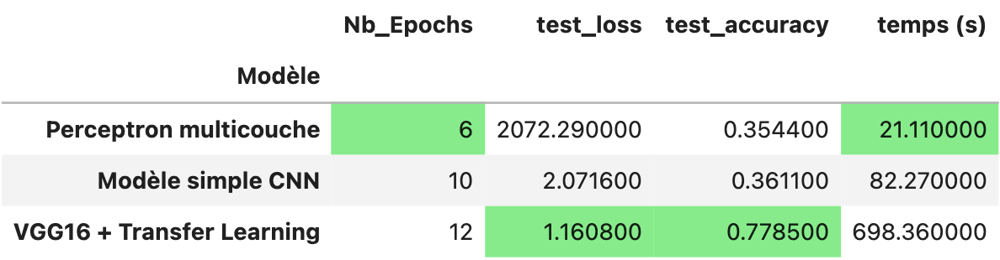 Nb_Epochs test_loss test_accuracy temps (s)
Modèle
Perceptron multicouche 6 2072.290000 0.354400 21.110000
Modèle simple CNN 10 2.071600 0.361100 82.270000
VGG16 + Transfer Learning 12 1.160800 0.778500 698.360000